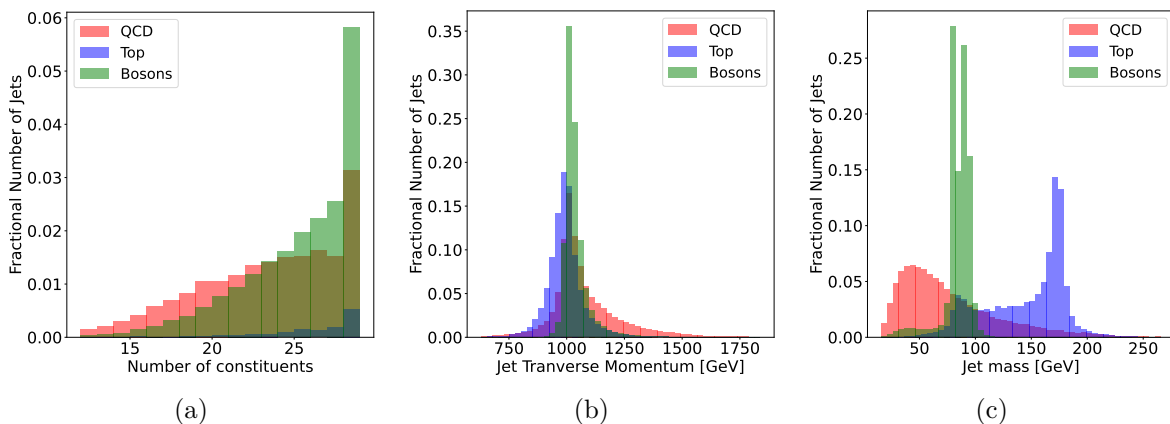 0.06
0.05
0.04
0.03
0.02
0.01
0.00
Fractional Number of Jets
QCD
Top
Bosons
15
20
25
Number of constituents
(a)
0.35
0.30
0.25
0.20
0.15
0.10
0.05
0.00
Fractional Number of Jets
QCD
Top
Bosons
750
1000
1250
1500
1750
Jet Tranverse Momentum [GeV]
(b)
0.25
0.20
0.15
0.10
0.05
0.00
Fractional Number of Jets
QCD
Top
Bosons
50
100
150
200
250
Jet mass [GeV]
(c)